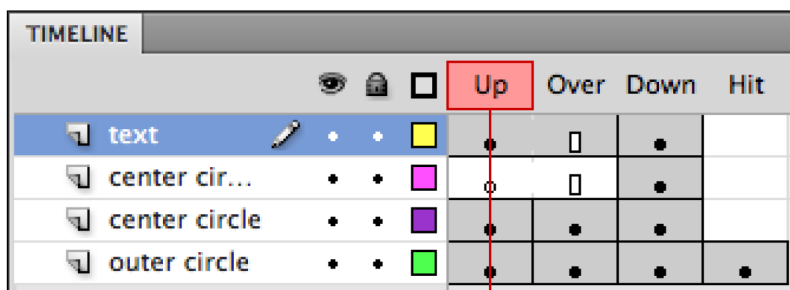 TIMELINE
Up Over Down Hit
text
center cir...
center circle
outer circle